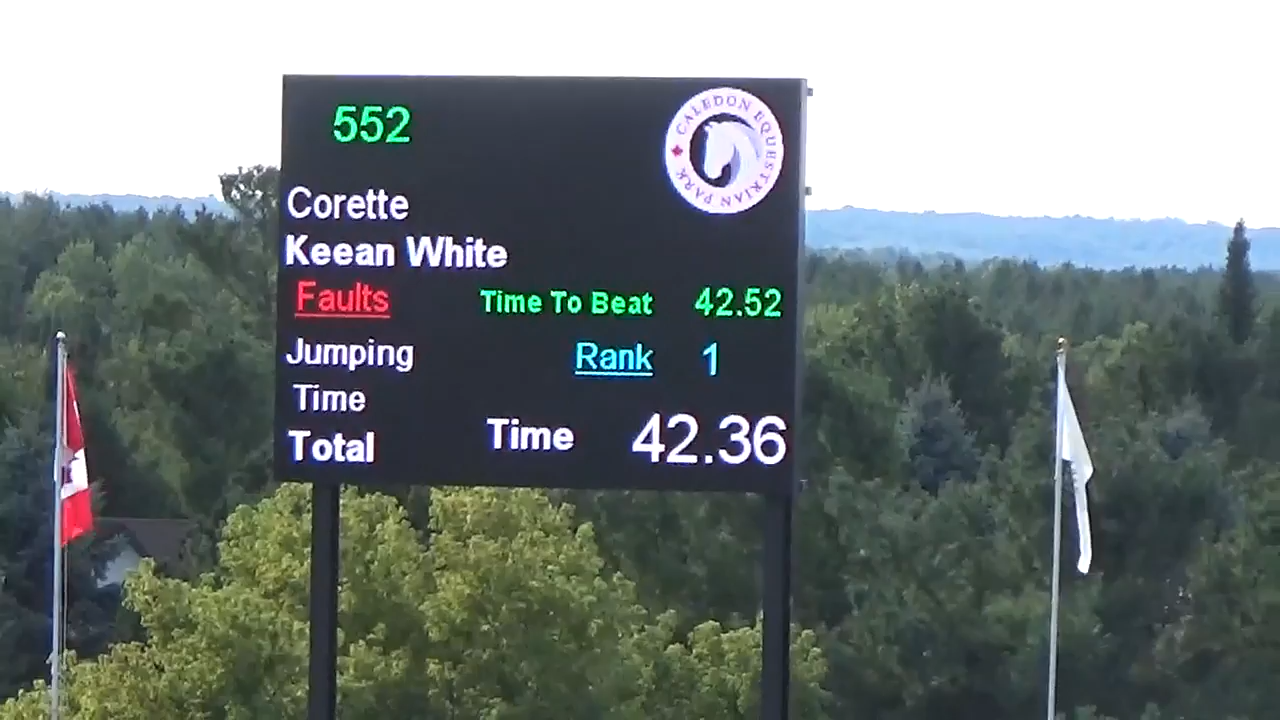 552
CALEDON EQUESTRIAN PARK
Corette
Keean White
Faults
Time To Beat 42.52
Jumping
Rank 1
Time
Total
Time 42.36